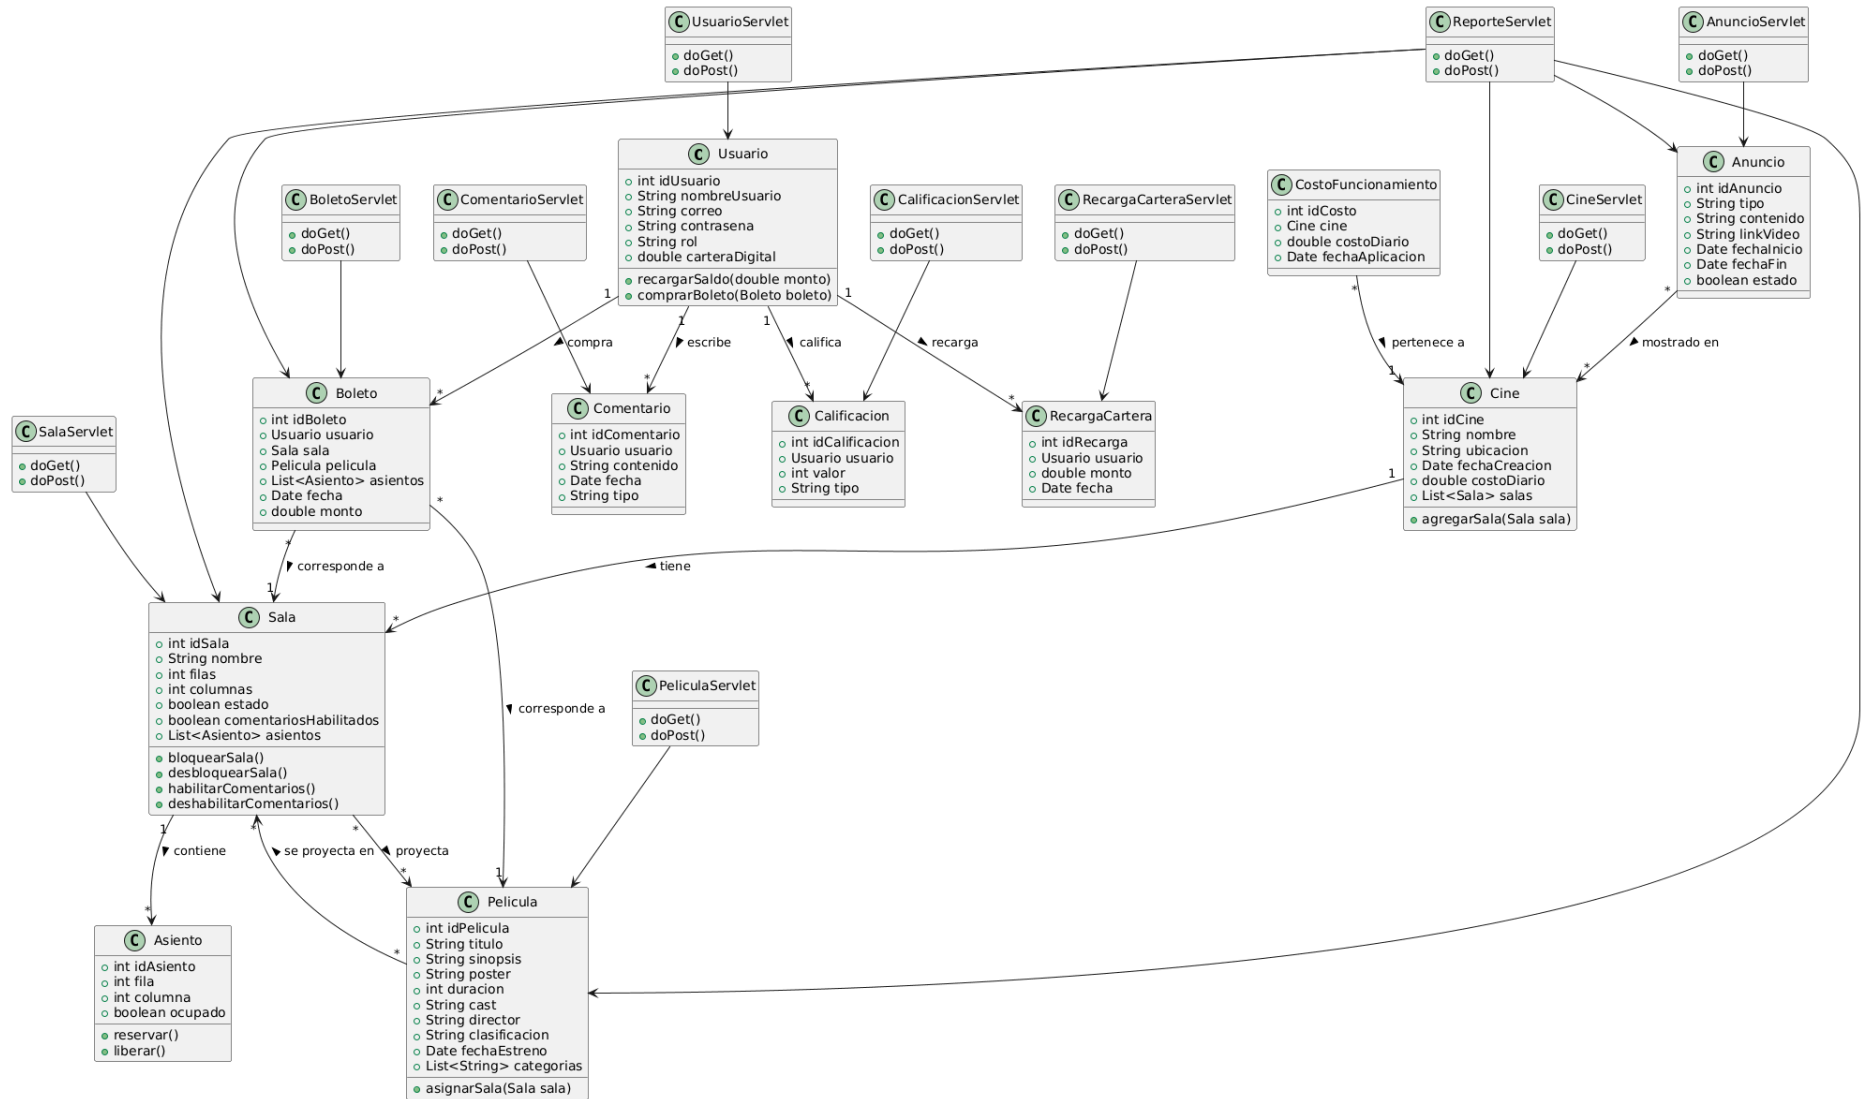 C UsuarioServlet
doGet()
doPost()
C ReporteServlet
doGet()
doPost()
C AnuncioServlet
doGet()
doPost()
C Usuario
int idUsuario
String nombreUsuario
String correo
String contrasena
String rol
double carteraDigital
recargarSaldo(double monto)
comprarBoleto(Boleto boleto)
C Anuncio
int idAnuncio
String tipo
String contenido
String linkVideo
Date fechaInicio
Date fechaFin
boolean estado
C BoletoServlet
doGet()
doPost()
C ComentarioServlet
doGet()
doPost()
C CalificacionServlet
doGet()
doPost()
C RecargaCarteraServlet
doGet()
doPost()
C CostoFuncionamiento
int idCosto
Cine cine
double costoDiario
Date fechaAplicacion
C CineServlet
doGet()
doPost()
1
1
1
1
*
*
compra
escribe
califica
recarga
pertenece a
mostrado en
*
*
*
*
1
*
C Boleto
int idBoleto
Usuario usuario
Sala sala
Pelicula pelicula
List<Asiento> asientos
Date fecha
double monto
C Comentario
int idComentario
Usuario usuario
String contenido
Date fecha
String tipo
C Calificacion
int idCalificacion
Usuario usuario
int valor
String tipo
C RecargaCartera
int idRecarga
Usuario usuario
double monto
Date fecha
C Cine
int idCine
String nombre
String ubicacion
Date fechaCreacion
double costoDiario
List<Sala> salas
agregarSala(Sala sala)
C SalaServlet
doGet()
doPost()
*
1
*
corresponde a
tiene
1
*
C Sala
int idSala
String nombre
int filas
int columnas
boolean estado
boolean comentariosHabilitados
List<Asiento> asientos
bloquearSala()
desbloquearSala()
habilitarComentarios()
deshabilitarComentarios()
C PeliculaServlet
doGet()
doPost()
corresponde a
1
*
*
contiene
se proyecta en
proyecta
*
*
1
*
C Asiento
int idAsiento
int fila
int columna
boolean ocupado
reservar()
liberar()
C Pelicula
int idPelicula
String titulo
String sinopsis
String poster
int duracion
String cast
String director
String clasificacion
Date fechaEstreno
List<String> categorias
asignarSala(Sala sala)